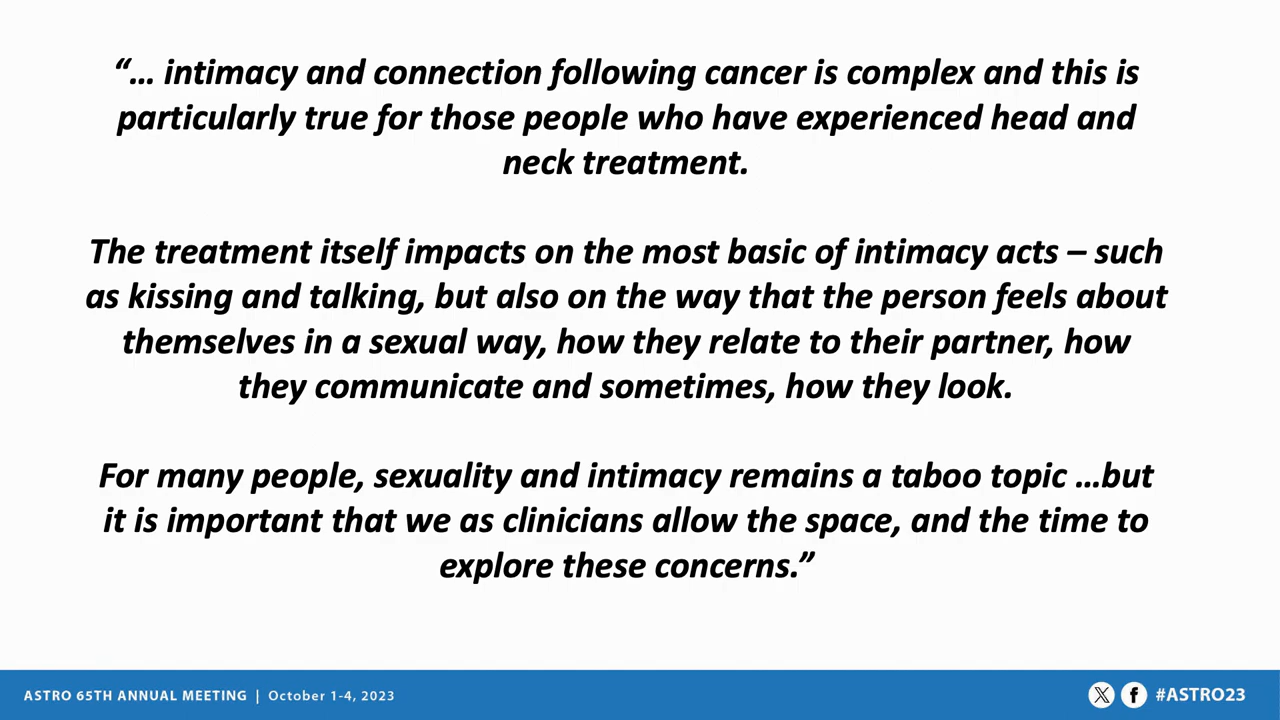 “… intimacy and connection following cancer is complex and this is
particularly true for those people who have experienced head and
neck treatment.
The treatment itself impacts on the most basic of intimacy acts – such
as kissing and talking, but also on the way that the person feels about
themselves in a sexual way, how they relate to their partner, how
they communicate and sometimes, how they look.
For many people, sexuality and intimacy remains a taboo topic …but
it is important that we as clinicians allow the space, and the time to
explore these concerns.”
ASTRO 65TH ANNUAL MEETING | October 1-4, 2023
#ASTRO23